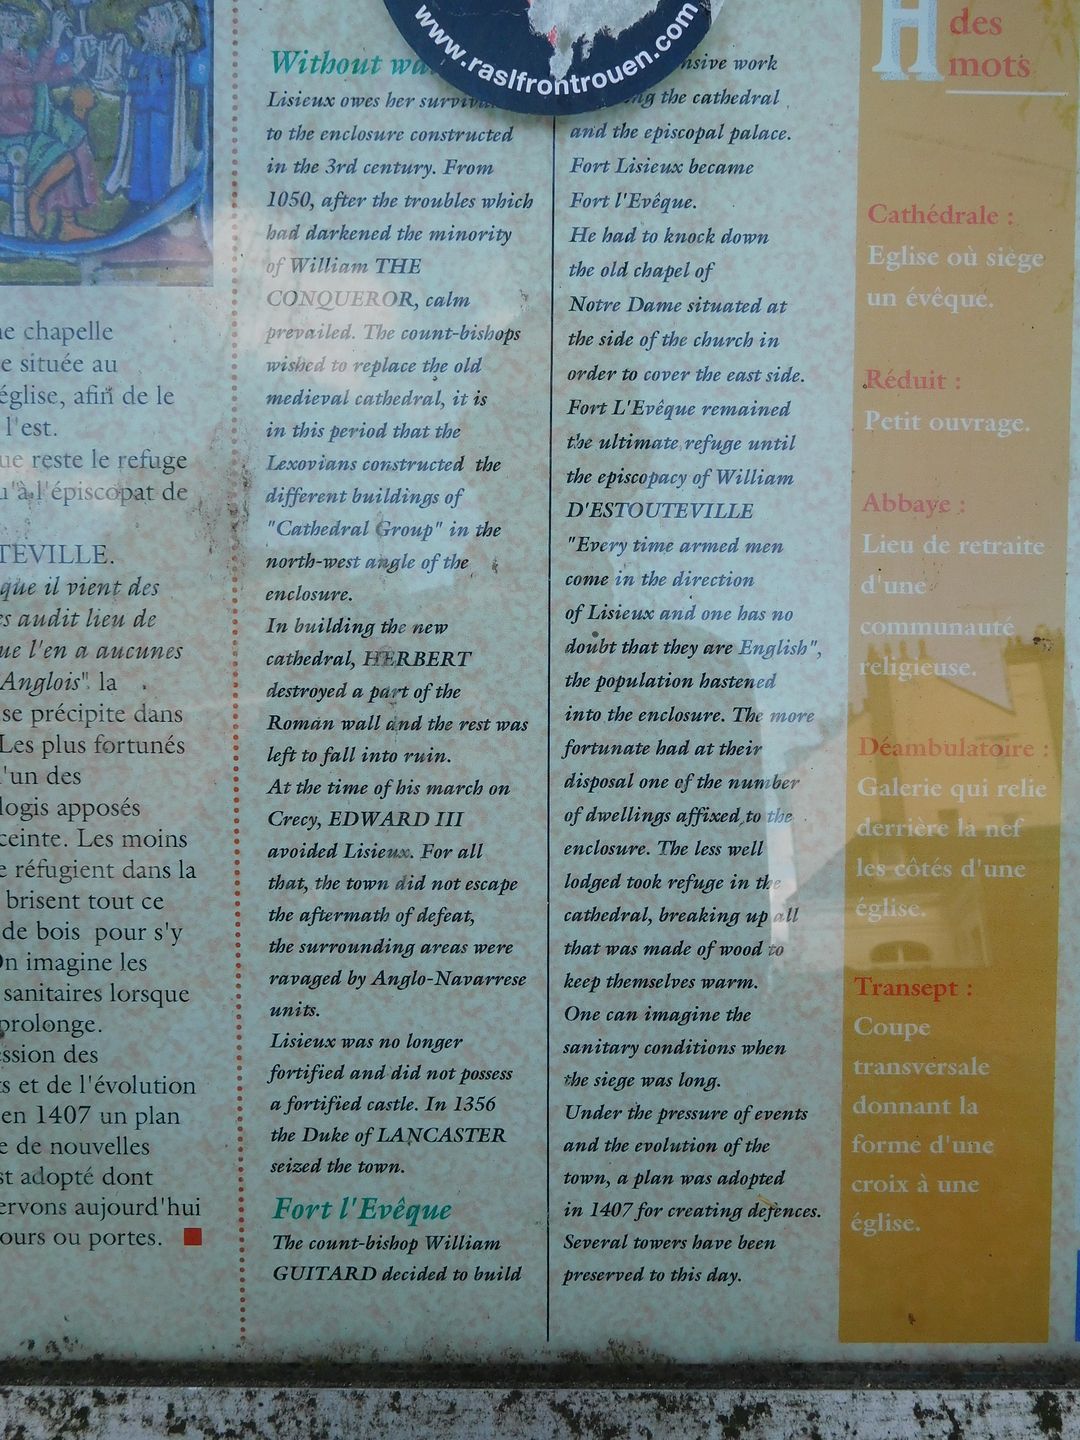 www.raslfrontrouen.com
ne chapelle
e située au
église, afin de le
l'est.
ue reste le refuge
u'à l'épiscopat de
TEVILLE.
que il vient des
es audit lieu de
ue l'en a aucunes
Anglois". la
se précipite dans
Les plus fortunés
'un des
logis apposés
ceinte. Les moins
e réfugient dans la
brisent tout ce
de bois pour s'y
On imagine les
sanitaires lorsque
prolonge.
ession des
ts et de l'évolution
en 1407 un plan
e de nouvelles
st adopté dont
ervons aujourd'hui
ours ou portes.
Without
Lisieux owes her
to the enclosure constructed
in the 3rd century. From
1050, after the troubles which
had darkened the minority
of William THE
CONQUEROR, calm
prevailed. The count-bishops
wished to replace the old
medieval cathedral, it is
in this period that the
Lexovians constructed the
different buildings of
"Cathedral Group" in the
north-west angle of the
enclosure.
In building the new
cathedral, HERBERT
destroyed a part of the
Roman wall and the rest was
left to fall into ruin.
At the time of his march on
Crecy, EDWARD III
avoided Lisieux. For all
that, the town did not escape
the aftermath of defeat,
the surrounding areas were
ravaged by Anglo-Navarrese
units.
Lisieux was no longer
fortified and did not possess
a fortified castle. In 1356
the Duke of LANCASTER
seized the town.
Fort l'Evêque
The count-bishop William
GUITARD decided to build
nsive work
ng the cathedral
and the episcopal palace.
Fort Lisieux became
Fort l'Evêque.
He had to knock down
the old chapel of
Notre Dame situated at
the side of the church in
order to cover the east side.
Fort L'Evêque remained
the ultimate refuge until
the episcopacy of William
D'ESTOUTEVILLE
"Every time armed men
come in the direction
of Lisieux and one has no
doubt that they are English",
the population hastened
into the enclosure. The more
fortunate had at their
disposal one of the number
of dwellings affixed to the
enclosure. The less well
lodged took refuge in the
cathedral, breaking up all
that was made of wood to
keep themselves warm.
One can imagine the
sanitary conditions when
the siege was long.
Under the pressure of events
and the evolution of the
town, a plan was adopted
in 1407 for creating defences.
Several towers have been
preserved to this day.
H des
mots
Cathédrale :
Eglise où siège
un évêque.
Réduit :
Petit ouvrage.
Abbaye :
Lieu de retraite
d'une
communauté
religieuse.
Déambulatoire :
Galerie qui relie
derrière la nef
les côtés d'une
église.
Transept :
Coupe
transversale
donnant la
forme d'une
croix à une
église.